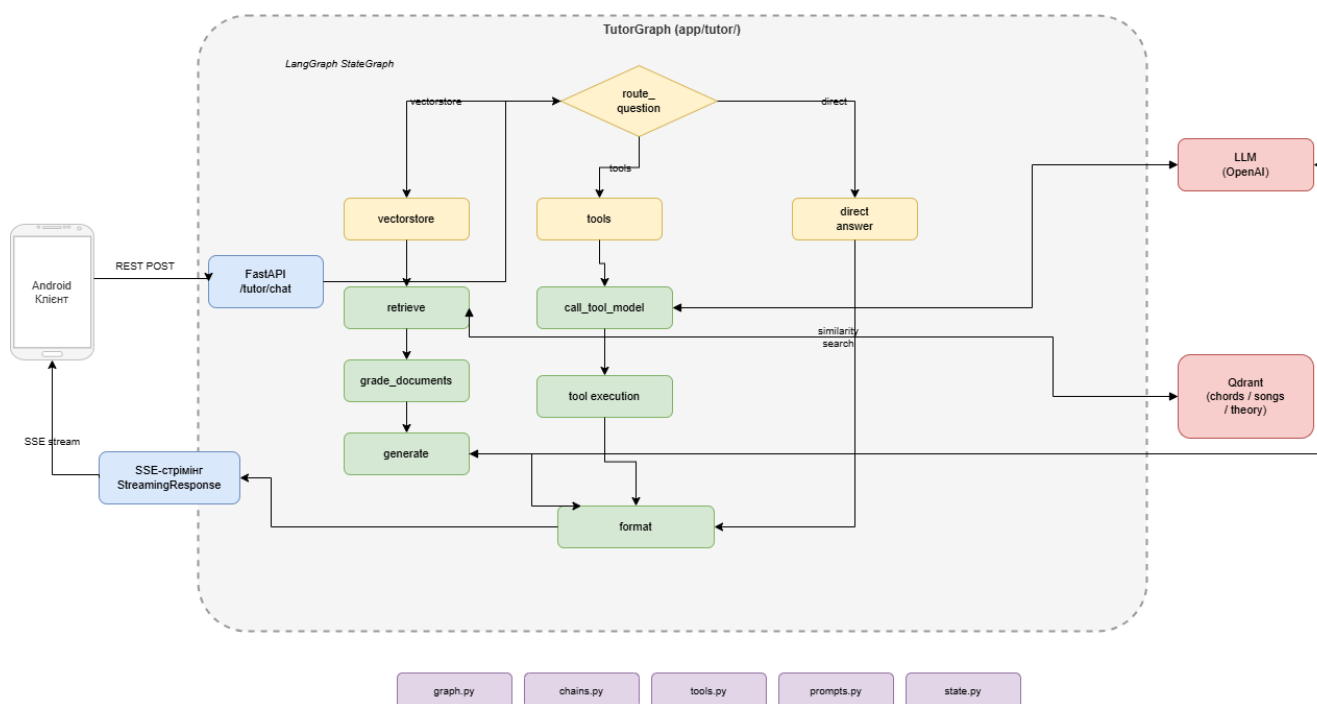 TutorGraph (app/tutor/)
LangGraph StateGraph
route_
question
vectorstore
direct
tools
LLM
(OpenAI)
vectorstore
tools
direct
answer
Android
Клієнт
REST POST
FastAPI
/tutor/chat
retrieve
call_tool_model
similarity
search
grade_documents
tool execution
Qdrant
(chords / songs
/ theory)
generate
SSE stream
SSE-стрімінг
StreamingResponse
format
graph.py
chains.py
tools.py
prompts.py
state.py